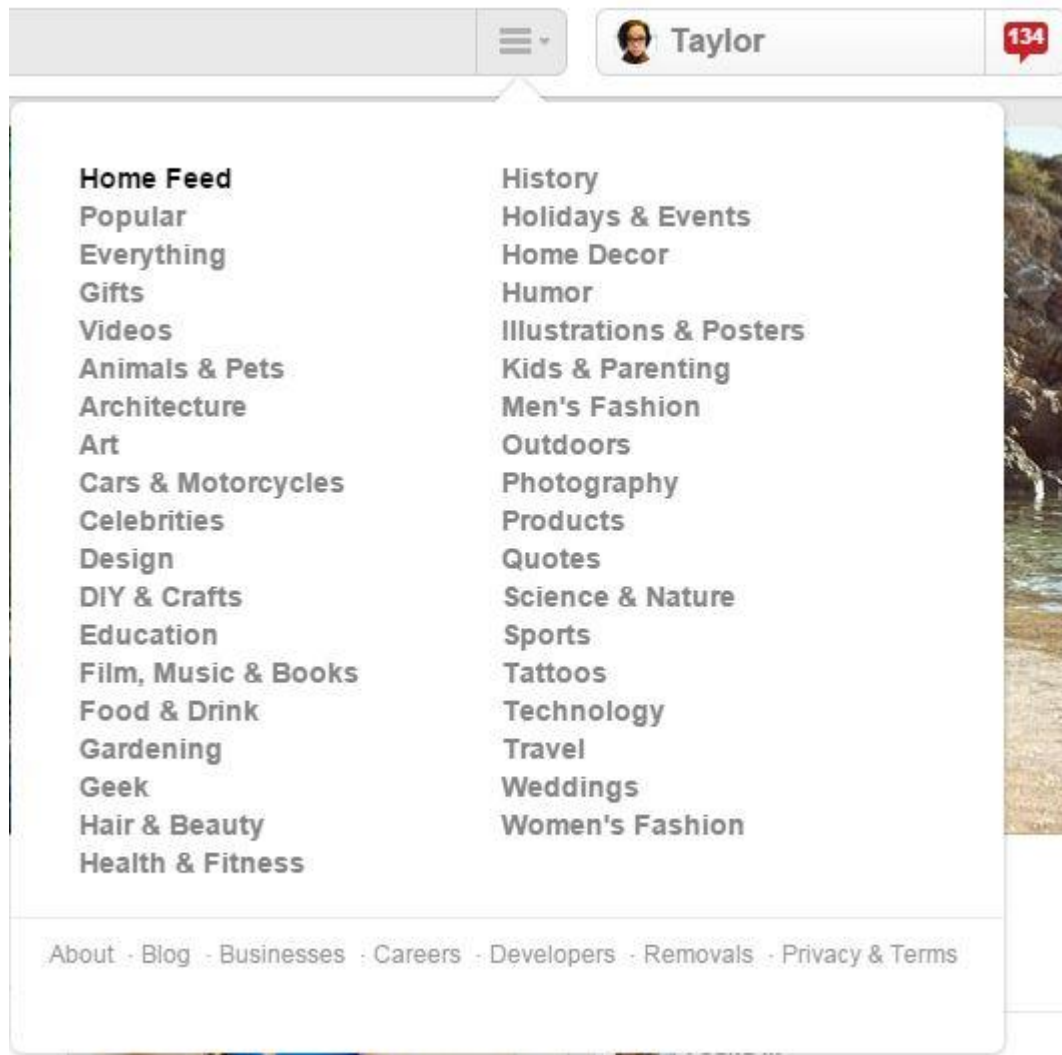 Taylor
134
Home Feed
Popular
Everything
Gifts
Videos
Animals & Pets
Architecture
Art
Cars & Motorcycles
Celebrities
Design
DIY & Crafts
Education
Film, Music & Books
Food & Drink
Gardening
Geek
Hair & Beauty
Health & Fitness
History
Holidays & Events
Home Decor
Humor
Illustrations & Posters
Kids & Parenting
Men's Fashion
Outdoors
Photography
Products
Quotes
Science & Nature
Sports
Tattoos
Technology
Travel
Weddings
Women's Fashion
About · Blog · Businesses · Careers · Developers · Removals · Privacy & Terms